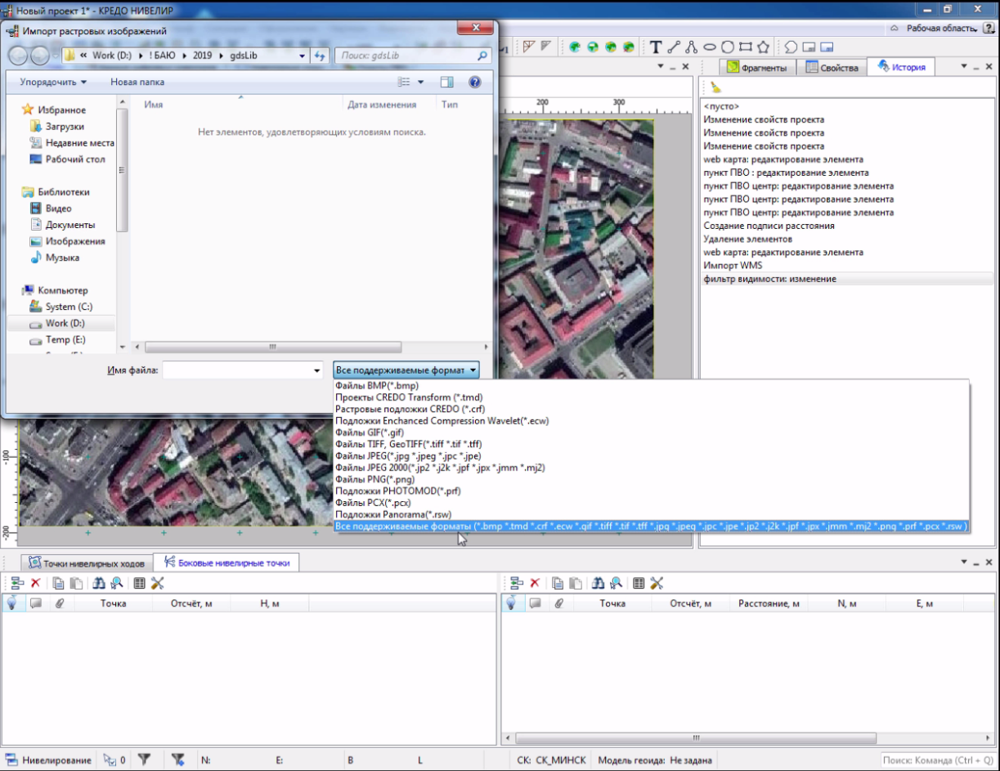 Новый проект 1* - КРЕДО НИВЕЛИР
Импорт растровых изображений
Рабочая область
« Work (D:) ▸ !БАЮ ▸ 2019 ▸ gdsLib
Поиск: gdsLib
Упорядочить Новая папка
Имя Дата изменения Тип
Нет элементов, удовлетворяющих условиям поиска.
Избранное
Загрузки
Недавние места
Рабочий стол
Библиотеки
Видео
Документы
Изображения
Музыка
Компьютер
System (C:)
Work (D:)
Temp (E:)
Имя файла:
Все поддерживаемые формат
Файлы BMP(*.bmp)
Проекты CREDO Transform (*.tmd)
Растровые подложки CREDO (*.crf)
Подложки Enchanced Compression Wavelet(*.ecw)
Файлы GIF(*.gif)
Файлы TIFF, GeoTIFF(*.tiff *.tif *.tff)
Файлы JPEG(*.jpg *.jpeg *.jpc *.jpe)
Файлы JPEG 2000(*.jp2 *.j2k *.jpf *.jpx *.jmm *.mj2)
Файлы PNG(*.png)
Подложки PHOTOMOD(*.prf)
Файлы PCX(*.pcx)
Подложки Panorama(*.rsw)
Все поддерживаемые форматы (*.bmp *.tmd *.crf *.ecw *.gif *.tiff *.tif *.tff *.jpg *.jpeg *.jpc *.jpe *.jp2 *.j2k *.jpf *.jpx *.jmm *.mj2 *.png *.prf *.pcx *.rsw )
200 300
-100
-200
Фрагменты Свойства История
<пусто>
Изменение свойств проекта
Изменение свойств проекта
Изменение свойств проекта
web карта: редактирование элемента
пункт ПВО : редактирование элемента
пункт ПВО центр: редактирование элемента
пункт ПВО центр: редактирование элемента
пункт ПВО центр: редактирование элемента
Создание подписи расстояния
Удаление элементов
web карта: редактирование элемента
Импорт WMS
фильтр видимости: изменение
Точки нивелирных ходов Боковые нивелирные точки
Точка Отсчёт, м Н, м
Точка Отсчёт, м Расстояние, м N, м E, м
Нивелирование 0 N: E: B L СК: СК_МИНСК Модель геоида: Не задана Поиск: Команда (Ctrl + Q)